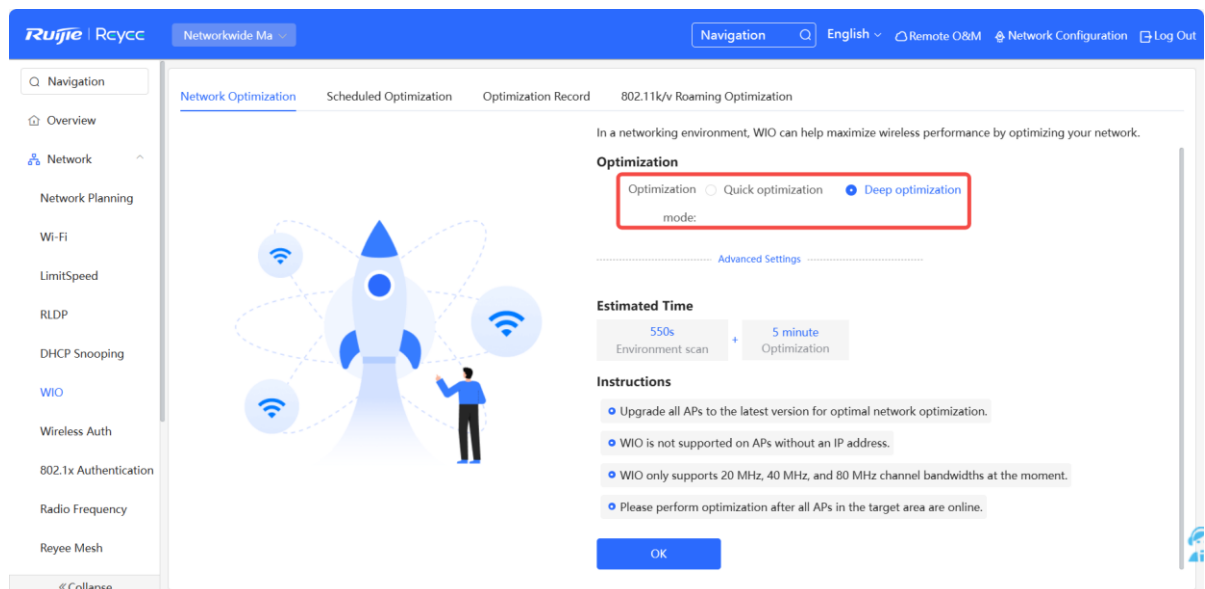 Ruijie | Rcycc
Networkwide Ma
Navigation
English
Remote O&M
Network Configuration
Log Out
Navigation
Overview
Network
Network Planning
Wi-Fi
LimitSpeed
RLDP
DHCP Snooping
WIO
Wireless Auth
802.1x Authentication
Radio Frequency
Reyee Mesh
Collapse
Network Optimization
Scheduled Optimization
Optimization Record
802.11k/v Roaming Optimization
In a networking environment, WIO can help maximize wireless performance by optimizing your network.
Optimization
Optimization Quick optimization Deep optimization
mode:
Advanced Settings
Estimated Time
550s + 5 minute
Environment scan Optimization
Instructions
Upgrade all APs to the latest version for optimal network optimization.
WIO is not supported on APs without an IP address.
WIO only supports 20 MHz, 40 MHz, and 80 MHz channel bandwidths at the moment.
Please perform optimization after all APs in the target area are online.
OK